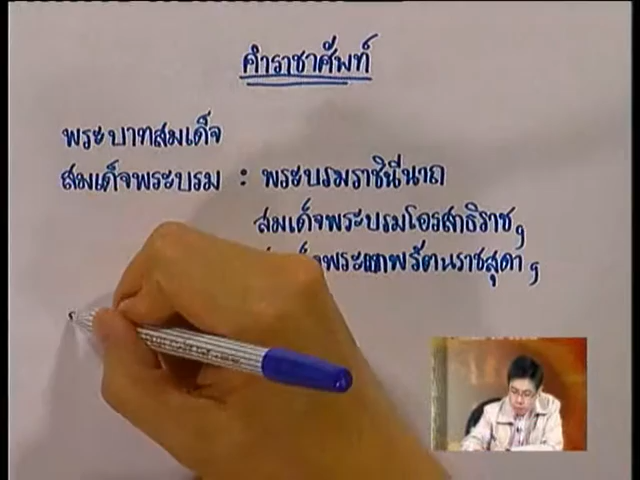 คำราชาศัพท์
พระบาทสมเด็จ
สมเด็จพระบรม : พระบรมราชินีนาถ
สมเด็จพระบรมโอรสาธิราชฯ
พระเทพรัตนราชสุดาฯ